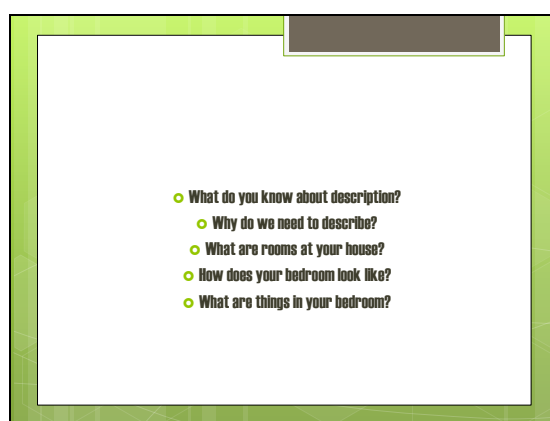 What do you know about description?
Why do we need to describe?
What are rooms at your house?
How does your bedroom look like?
What are things in your bedroom?